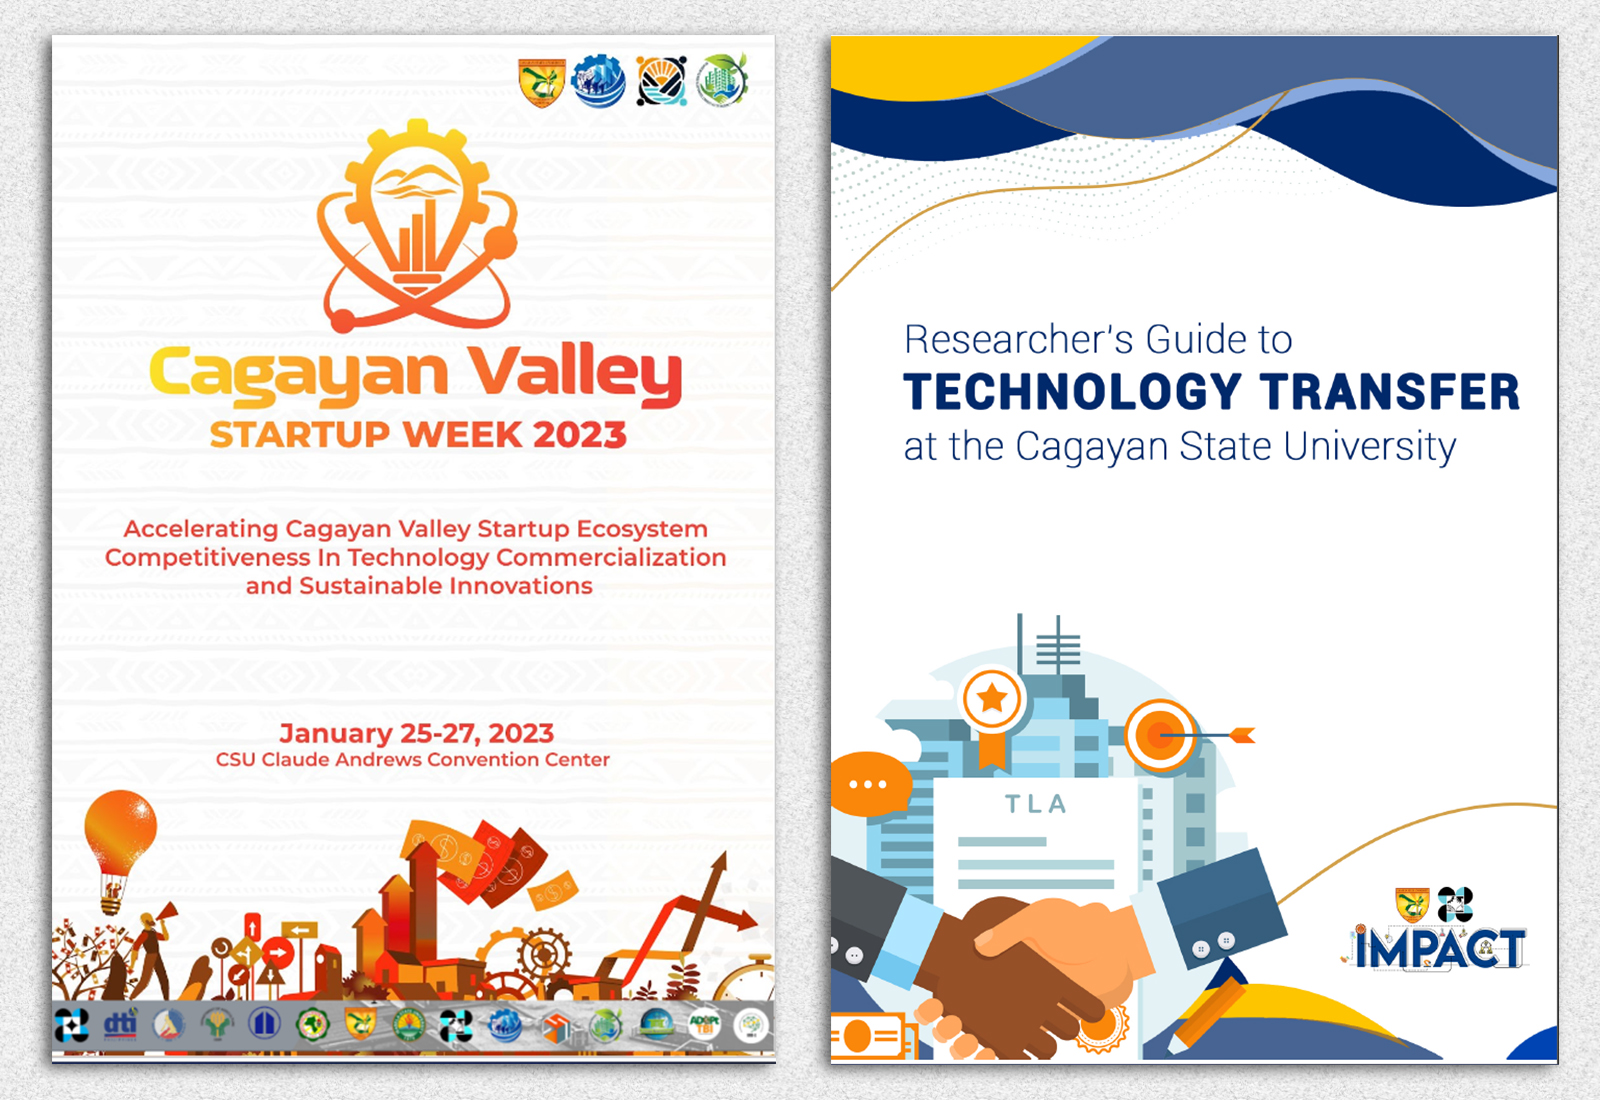 Cagayan Valley
STARTUP WEEK 2023
Accelerating Cagayan Valley Startup Ecosystem
Competitiveness In Technology Commercialization
and Sustainable Innovations
January 25-27, 2023
CSU Claude Andrews Convention Center
dti
ADOPT
TBI
Researcher's Guide to
TECHNOLOGY TRANSFER
at the Cagayan State University
TLA
iMPACT